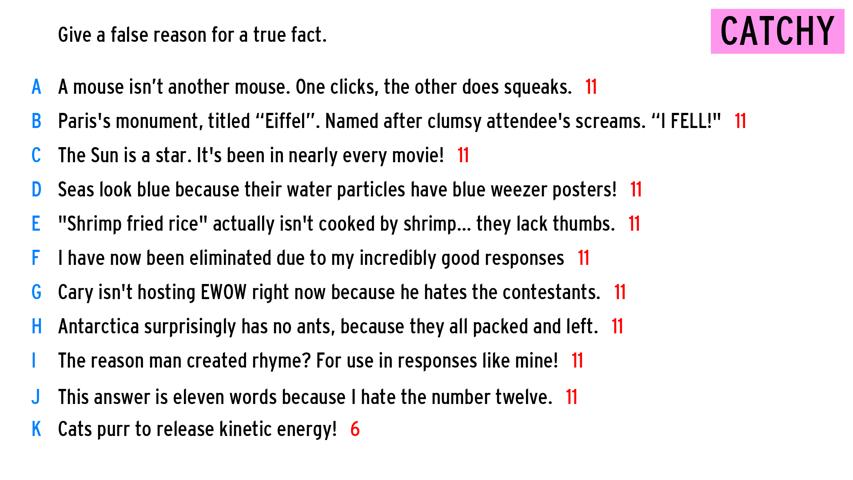 Give a false reason for a true fact.
CATCHY
A A mouse isn’t another mouse. One clicks, the other does squeaks. 11
B Paris's monument, titled “Eiffel”. Named after clumsy attendee's screams. “I FELL!" 11
C The Sun is a star. It's been in nearly every movie! 11
D Seas look blue because their water particles have blue weezer posters! 11
E "Shrimp fried rice" actually isn't cooked by shrimp... they lack thumbs. 11
F I have now been eliminated due to my incredibly good responses 11
G Cary isn't hosting EWOW right now because he hates the contestants. 11
H Antarctica surprisingly has no ants, because they all packed and left. 11
I The reason man created rhyme? For use in responses like mine! 11
J This answer is eleven words because I hate the number twelve. 11
K Cats purr to release kinetic energy! 6